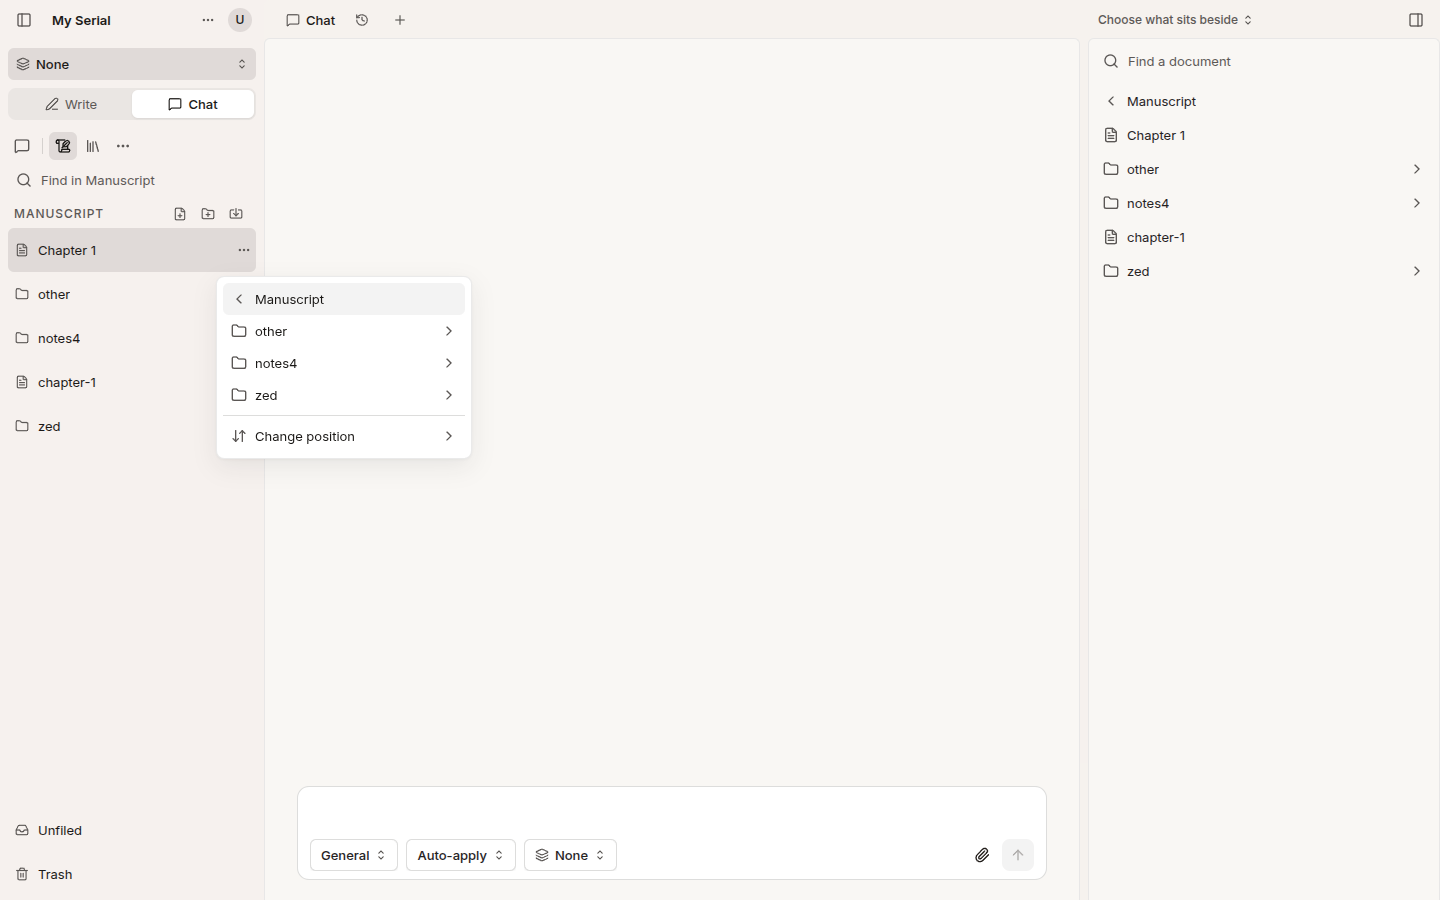 My Serial
U
None
Write
Chat
Find in Manuscript
MANUSCRIPT
Chapter 1
other
notes4
chapter-1
zed
Unfiled
Trash
Chat
Manuscript
other
notes4
zed
Change position
General
Auto-apply
None
Choose what sits beside
Find a document
Manuscript
Chapter 1
other
notes4
chapter-1
zed